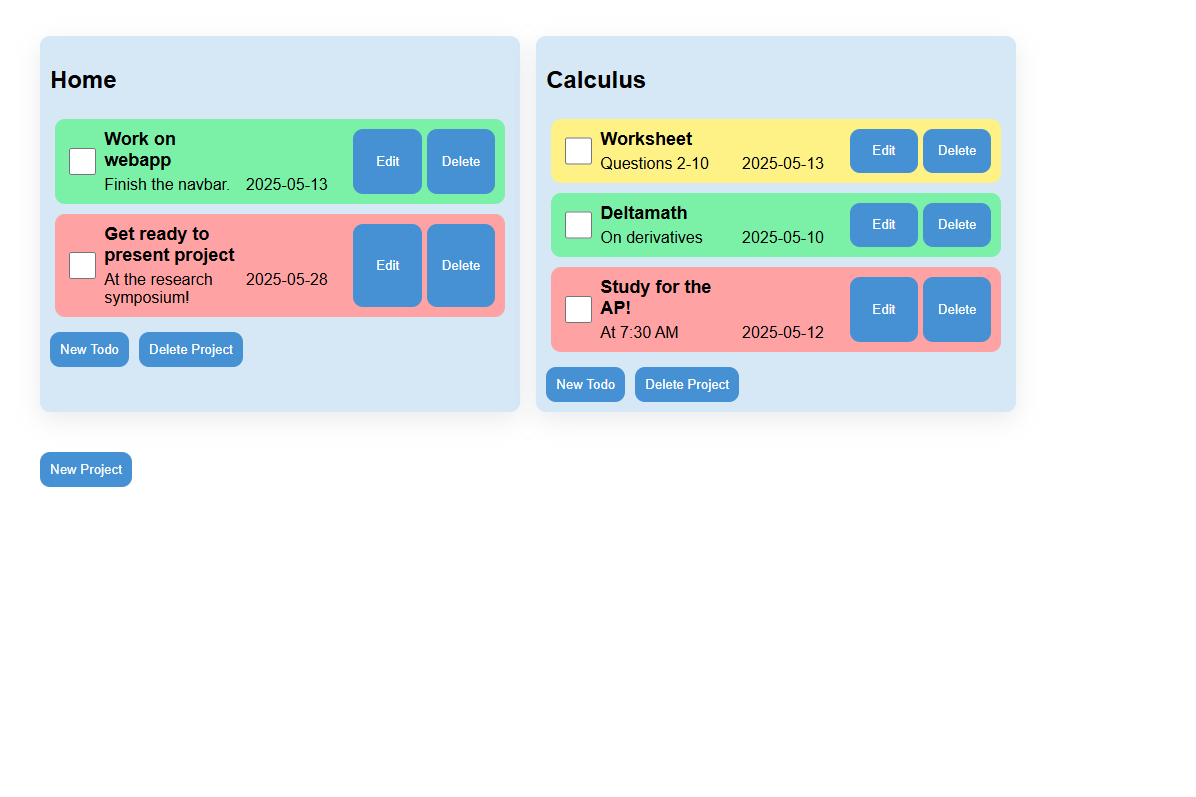 Home
Work on
webapp
Finish the navbar. 2025-05-13
Edit Delete
Get ready to
present project
At the research 2025-05-28
symposium!
Edit Delete
New Todo Delete Project
Calculus
Worksheet
Questions 2-10 2025-05-13
Edit Delete
Deltamath
On derivatives 2025-05-10
Edit Delete
Study for the
AP!
At 7:30 AM 2025-05-12
Edit Delete
New Todo Delete Project
New Project